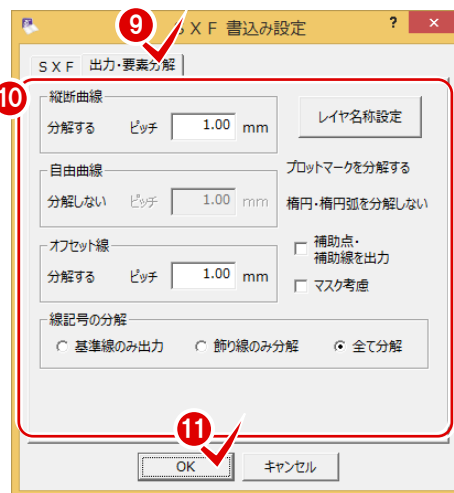 9 SXF 書込み設定 ? ×
SXF 出力・要素分解
10
縦断曲線
分解する ピッチ 1.00 mm
レイヤ名称設定
自由曲線
分解しない ピッチ 1.00 mm
プロットマークを分解する
楕円・楕円弧を分解しない
オフセット線
分解する ピッチ 1.00 mm
補助点・
補助線を出力
マスク考慮
線記号の分解
基準線のみ出力 飾り線のみ分解 全て分解
11
OK キャンセル